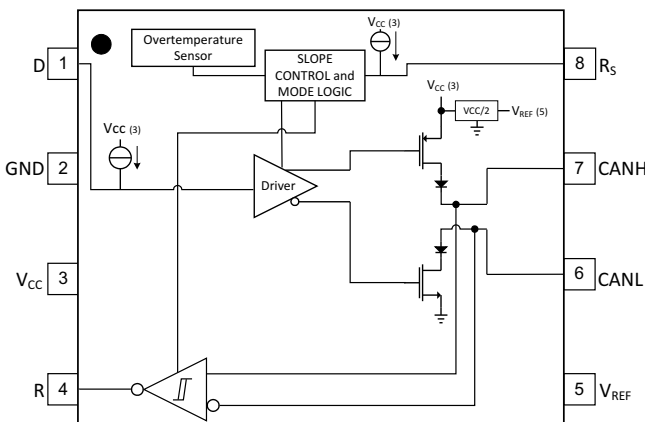 Overtemperature
Sensor
SLOPE
CONTROL and
MODE LOGIC
VCC (3)
D 1
8 RS
VCC (3)
VCC/2
VREF (5)
VCC (3)
GND 2
Driver
7 CANH
VCC 3
6 CANL
R 4
5 VREF